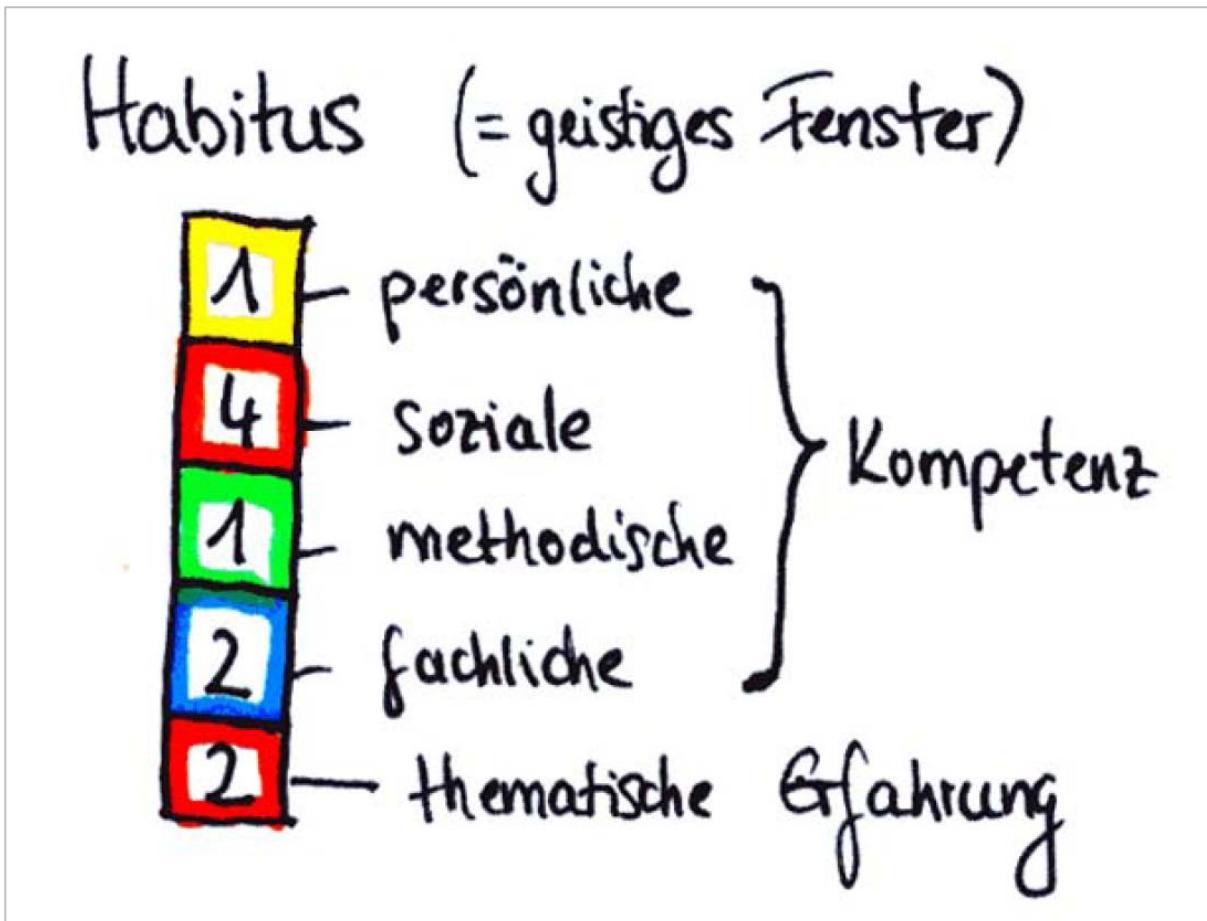 Habitus (= geistiges Fenster)
1 persönliche
4 soziale
1 methodische
Kompetenz
2 fachliche
2 thematische Erfahrung